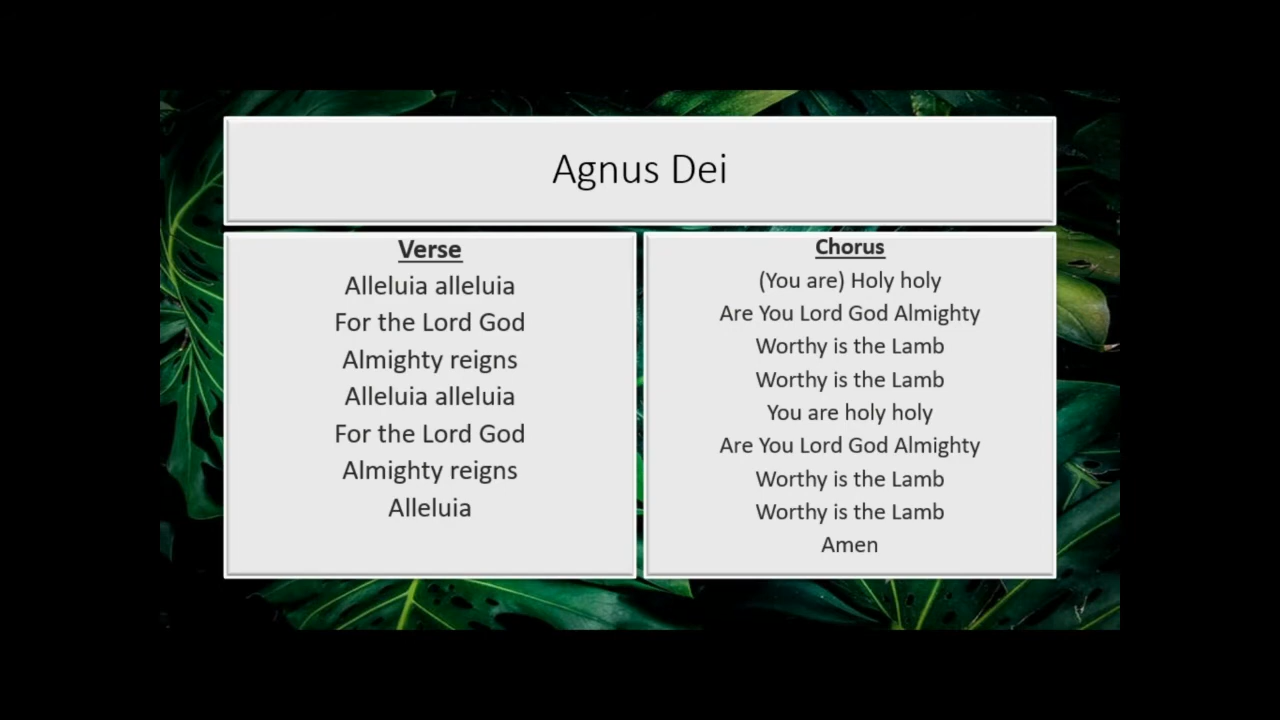 Agnus Dei
Verse
Alleluia alleluia
For the Lord God
Almighty reigns
Alleluia alleluia
For the Lord God
Almighty reigns
Alleluia
Chorus
(You are) Holy holy
Are You Lord God Almighty
Worthy is the Lamb
Worthy is the Lamb
You are holy holy
Are You Lord God Almighty
Worthy is the Lamb
Worthy is the Lamb
Amen